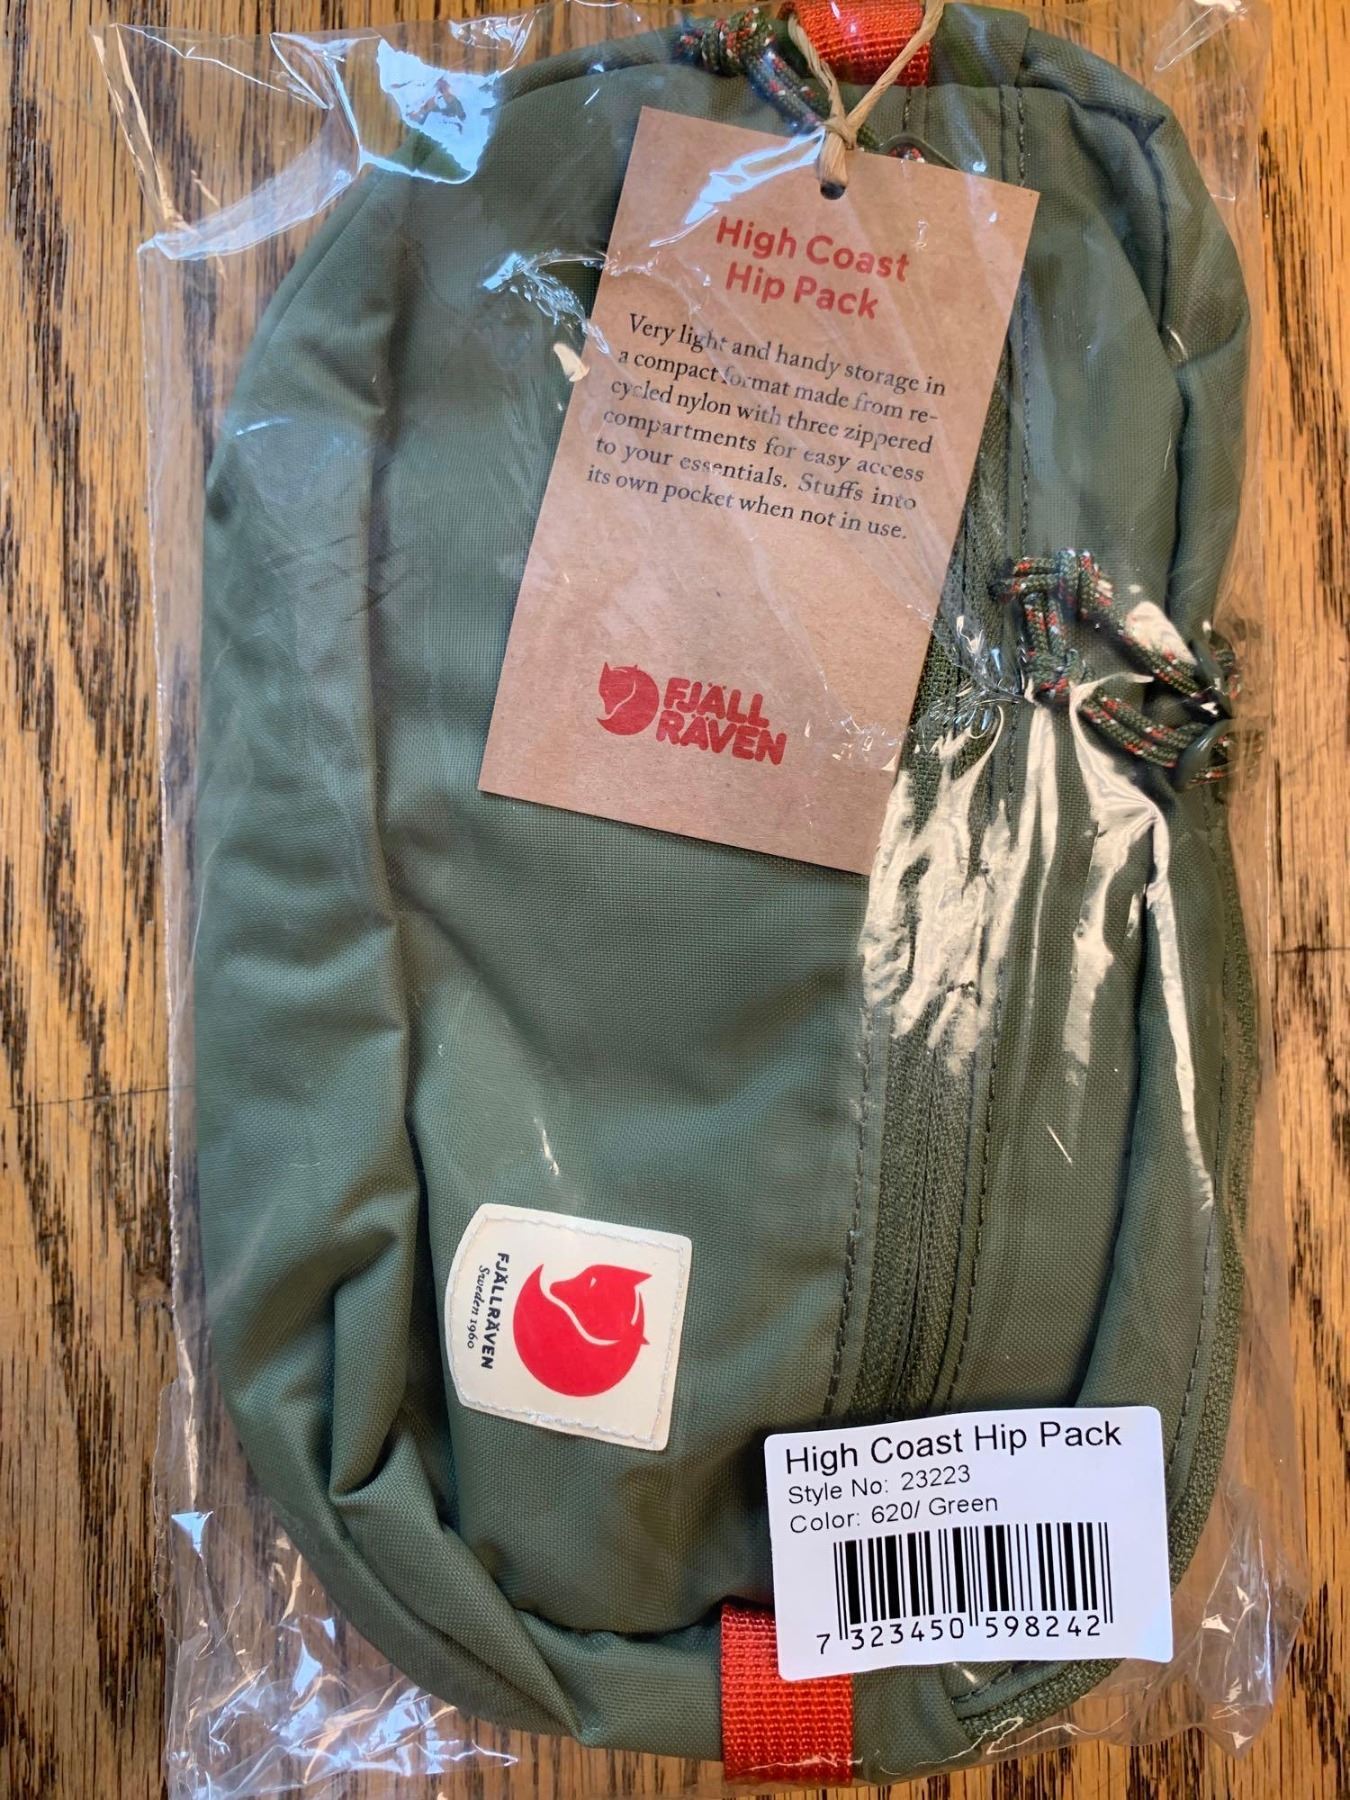 High Coast
Hip Pack
Very light and handy storage in
a compact format made from re-
cycled nylon with three zippered
compartments for easy access
to your essentials. Stuffs into
its own pocket when not in use.
FJÄLL
RÄVEN
FJÄLLRÄVEN
Sweden 1960
High Coast Hip Pack
Style No: 23223
Color: 620/ Green
7 323450 598242